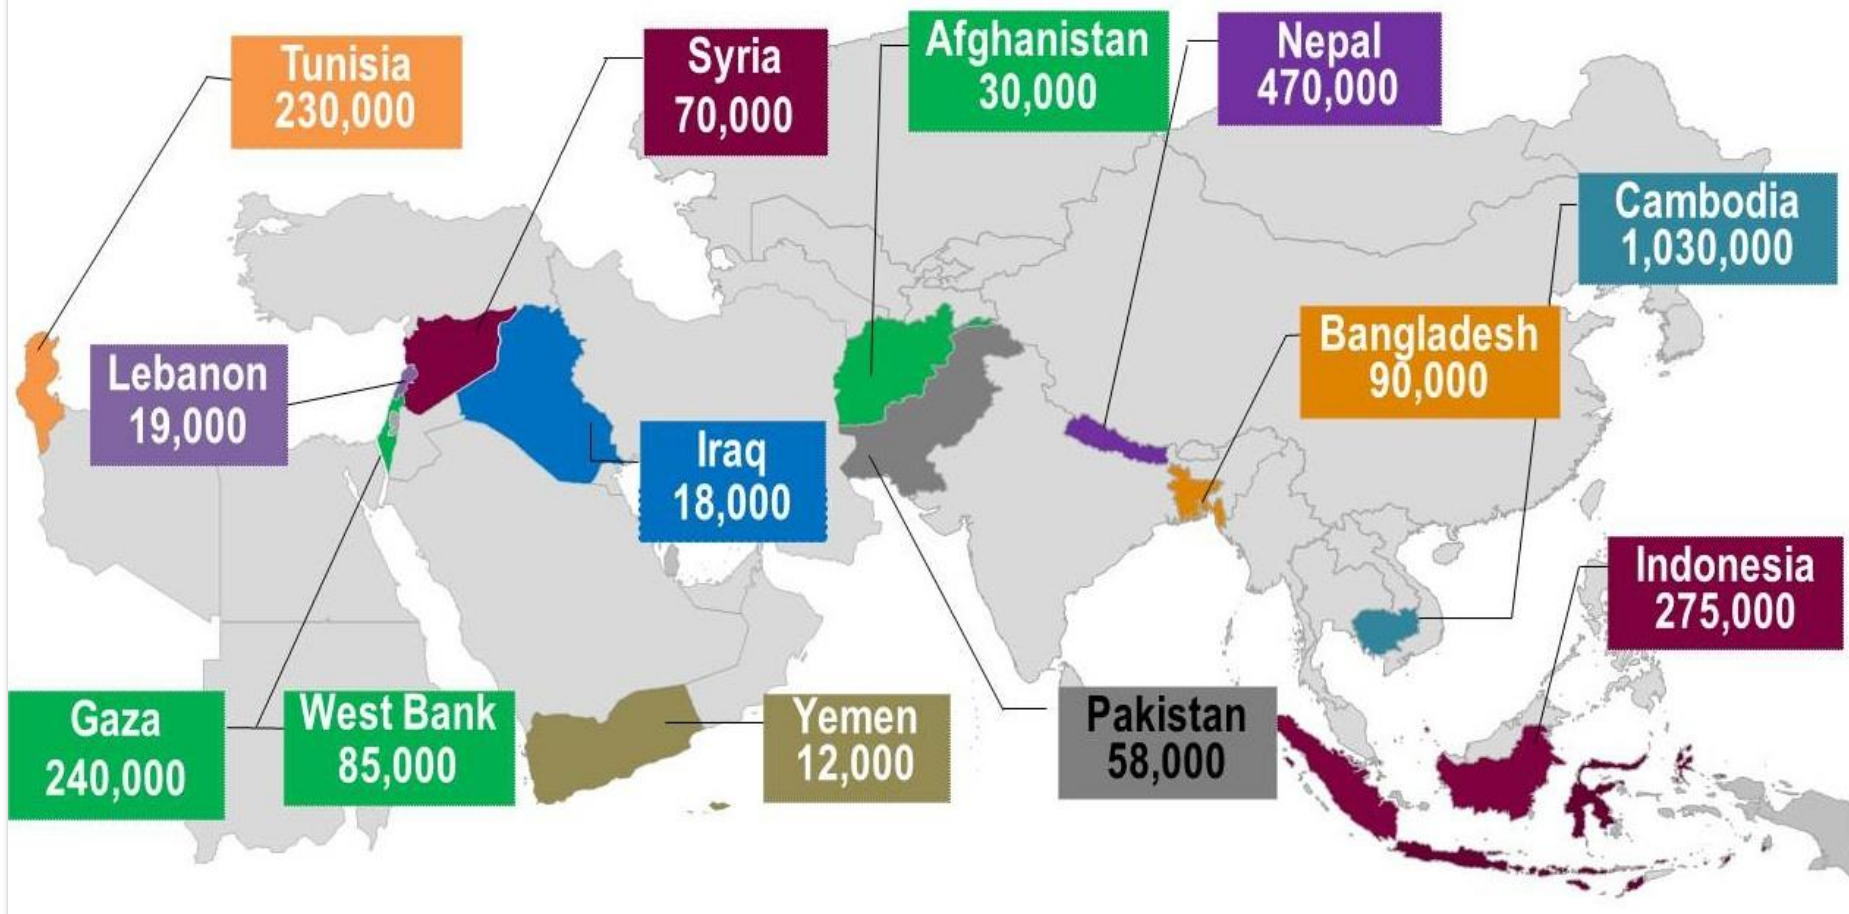 Tunisia
230,000
Syria
70,000
Afghanistan
30,000
Nepal
470,000
Cambodia
1,030,000
Bangladesh
90,000
Lebanon
19,000
Iraq
18,000
Indonesia
275,000
Gaza
240,000
West Bank
85,000
Yemen
12,000
Pakistan
58,000